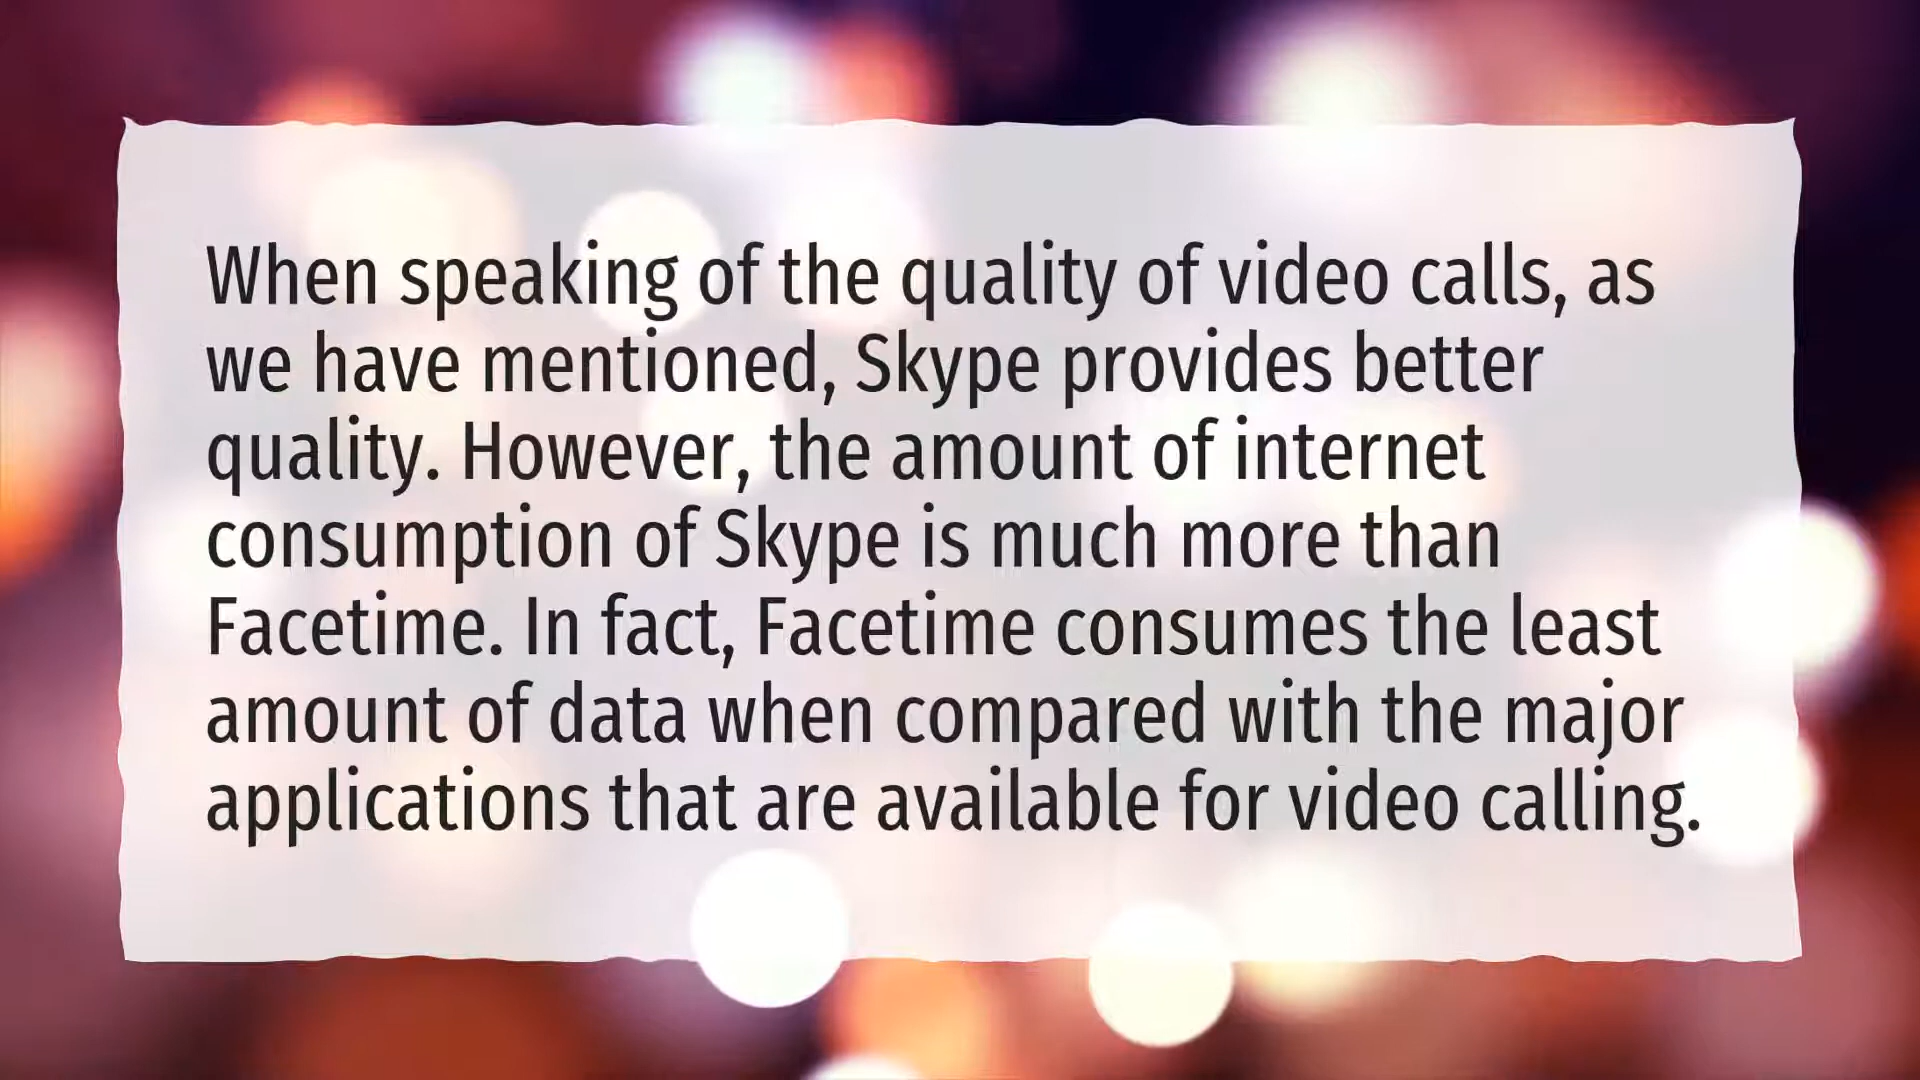 When speaking of the quality of video calls, as
we have mentioned, Skype provides better
quality. However, the amount of internet
consumption of Skype is much more than
Facetime. In fact, Facetime consumes the least
amount of data when compared with the major
applications that are available for video calling.